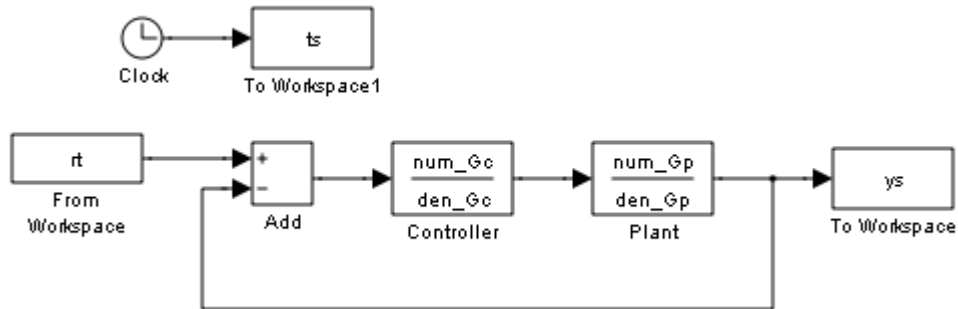 ts
Clock
To Workspace1
rt
+
−
num_Gc
den_Gc
num_Gp
den_Gp
ys
From
Workspace
Add
Controller
Plant
To Workspace